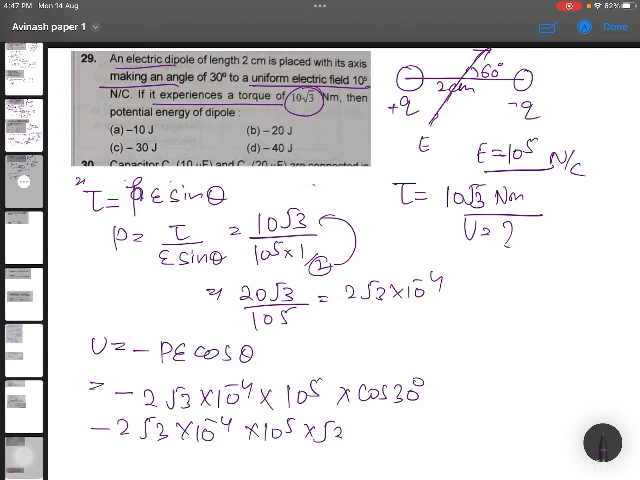 4:47 PM Mon 14 Aug
82%
Avinash paper 1
Done
29. An electric dipole of length 2 cm is placed with its axis
making an angle of 30° to a uniform electric field 10⁵
N/C. If it experiences a torque of 10√3 Nm, then
potential energy of dipole :
(a) –10 J (b) –20 J
(c) – 30 J (d) –40 J
30. Capacitor C₁ (10 μF) and C₂ (20 μF) are connected in
60°
2cm
+q -q
E
E = 10⁵ N/C
τ = 10√3 Nm
U = ?
τ = pE sinθ
P = τ / E sinθ = 10√3 / 10⁵ × 1 2
⇒ 20√3 / 10⁵ = 2√3 × 10⁻⁴
U = – PE cosθ
= – 2√3 × 10⁻⁴ × 10⁵ × cos30°
– 2√3 × 10⁻⁴ × 10⁵ × √3